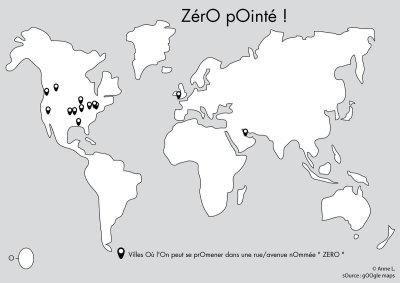 ZérO pOinté !
Villes Où l'On peut se prOmener dans une rue/avenue nOmmée " ZERO "
© Anne L.
sOurce : gOOgle maps